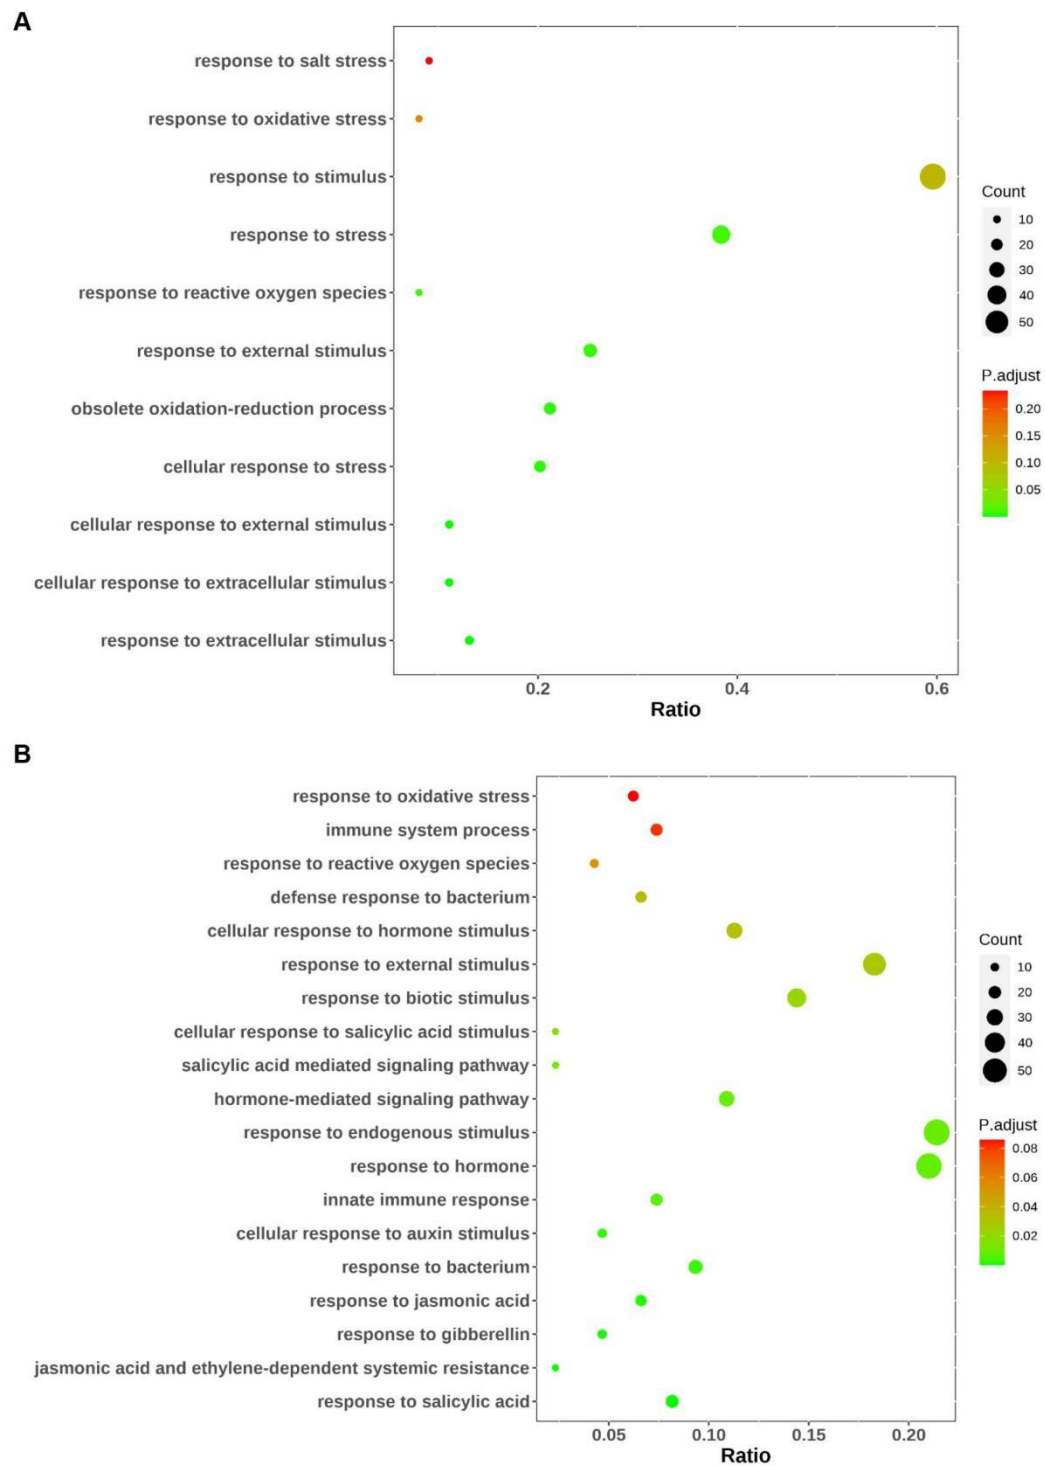 A
response to salt stress
response to oxidative stress
response to stimulus
response to stress
response to reactive oxygen species
response to external stimulus
obsolete oxidation-reduction process
cellular response to stress
cellular response to external stimulus
cellular response to extracellular stimulus
response to extracellular stimulus
0.2 0.4 0.6
Ratio
Count
10
20
30
40
50
P.adjust
0.20
0.15
0.10
0.05
B
response to oxidative stress
immune system process
response to reactive oxygen species
defense response to bacterium
cellular response to hormone stimulus
response to external stimulus
response to biotic stimulus
cellular response to salicylic acid stimulus
salicylic acid mediated signaling pathway
hormone-mediated signaling pathway
response to endogenous stimulus
response to hormone
innate immune response
cellular response to auxin stimulus
response to bacterium
response to jasmonic acid
response to gibberellin
jasmonic acid and ethylene-dependent systemic resistance
response to salicylic acid
0.05 0.10 0.15 0.20
Ratio
Count
10
20
30
40
50
P.adjust
0.08
0.06
0.04
0.02